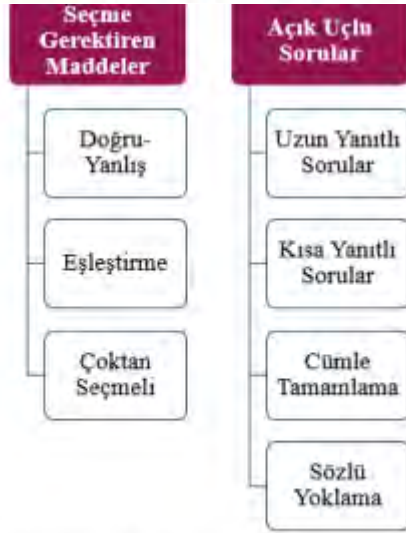 Seçme
Gerektiren
Maddeler
Doğru-
Yanlış
Eşleştirme
Çoktan
Seçmeli
Açık Uçlu
Sorular
Uzun Yanıtlı
Sorular
Kısa Yanıtlı
Sorular
Cümle
Tamamlama
Sözlü
Yoklama